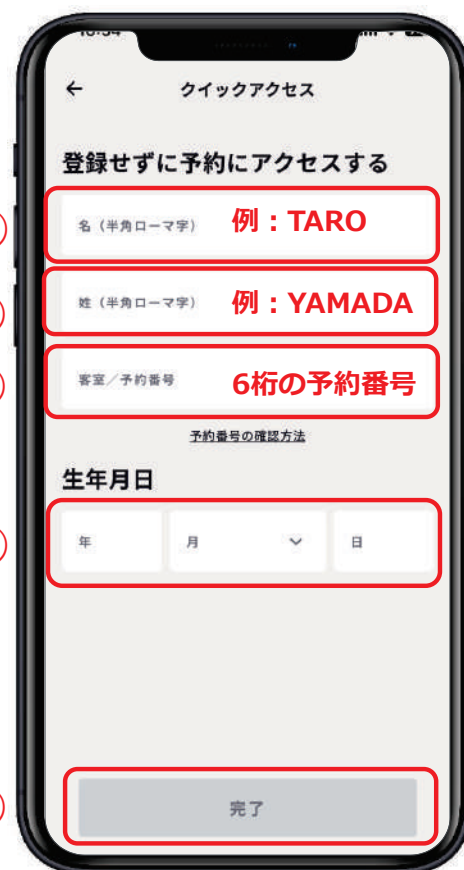 クイックアクセス
登録せずに予約にアクセスする
名（半角ローマ字） 例：TARO
姓（半角ローマ字） 例：YAMADA
客室／予約番号 6桁の予約番号
予約番号の確認方法
生年月日
年 月 日
完了